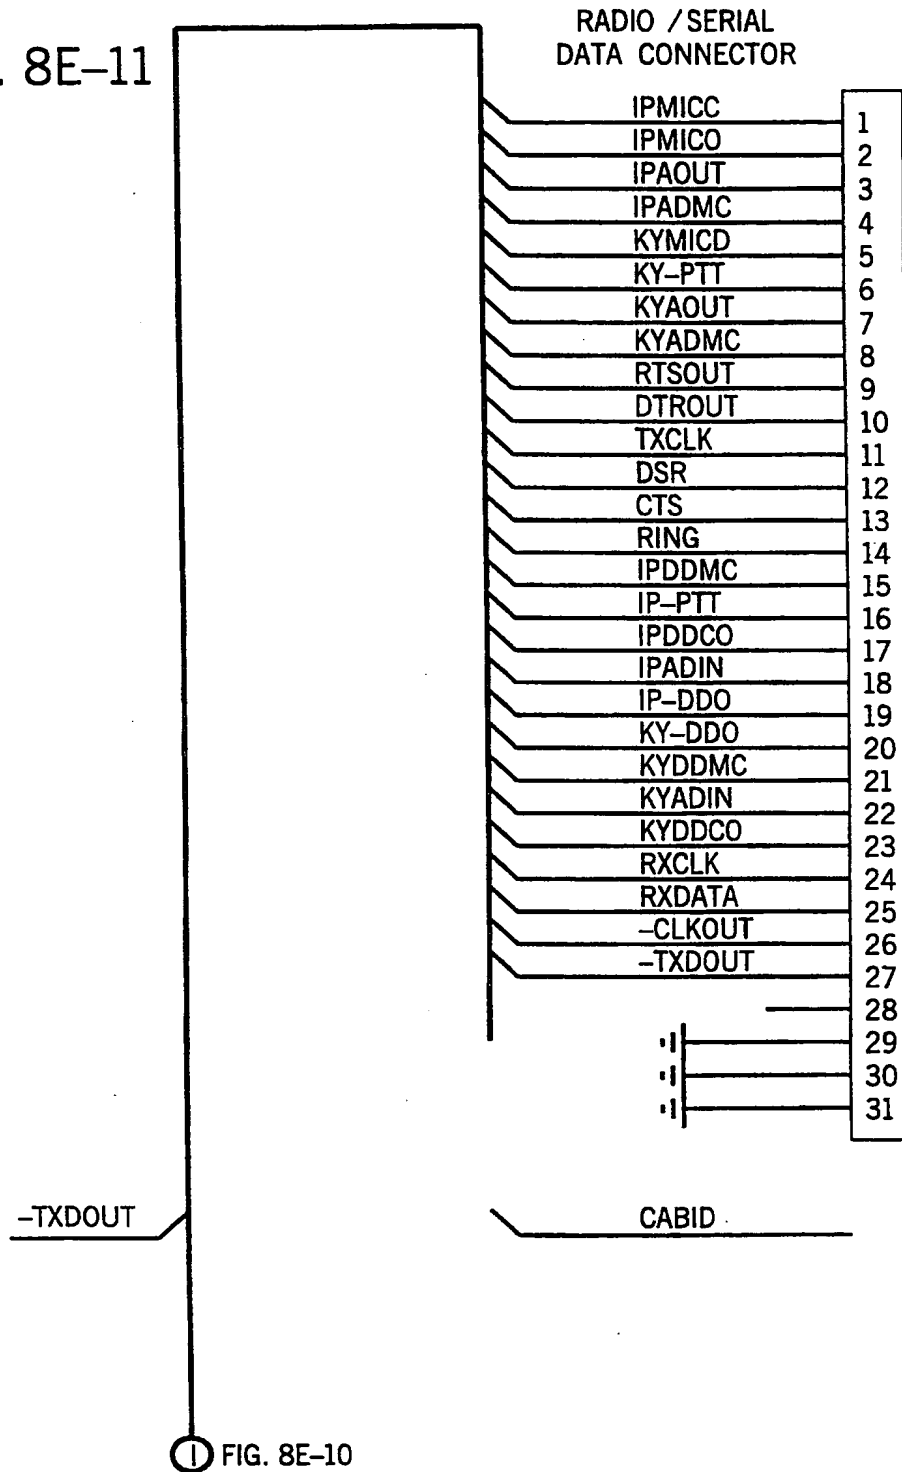 . 8E–11
RADIO / SERIAL
DATA CONNECTOR
IPMICC 1
IPMICO 2
IPAOUT 3
IPADMC 4
KYMICD 5
KY–PTT 6
KYAOUT 7
KYADMC 8
RTSOUT 9
DTROUT 10
TXCLK 11
DSR 12
CTS 13
RING 14
IPDDMC 15
IP–PTT 16
IPDDCO 17
IPADIN 18
IP–DDO 19
KY–DDO 20
KYDDMC 21
KYADIN 22
KYDDCO 23
RXCLK 24
RXDATA 25
–CLKOUT 26
–TXDOUT 27
28
29
30
31
–TXDOUT
CABID
1 FIG. 8E–10